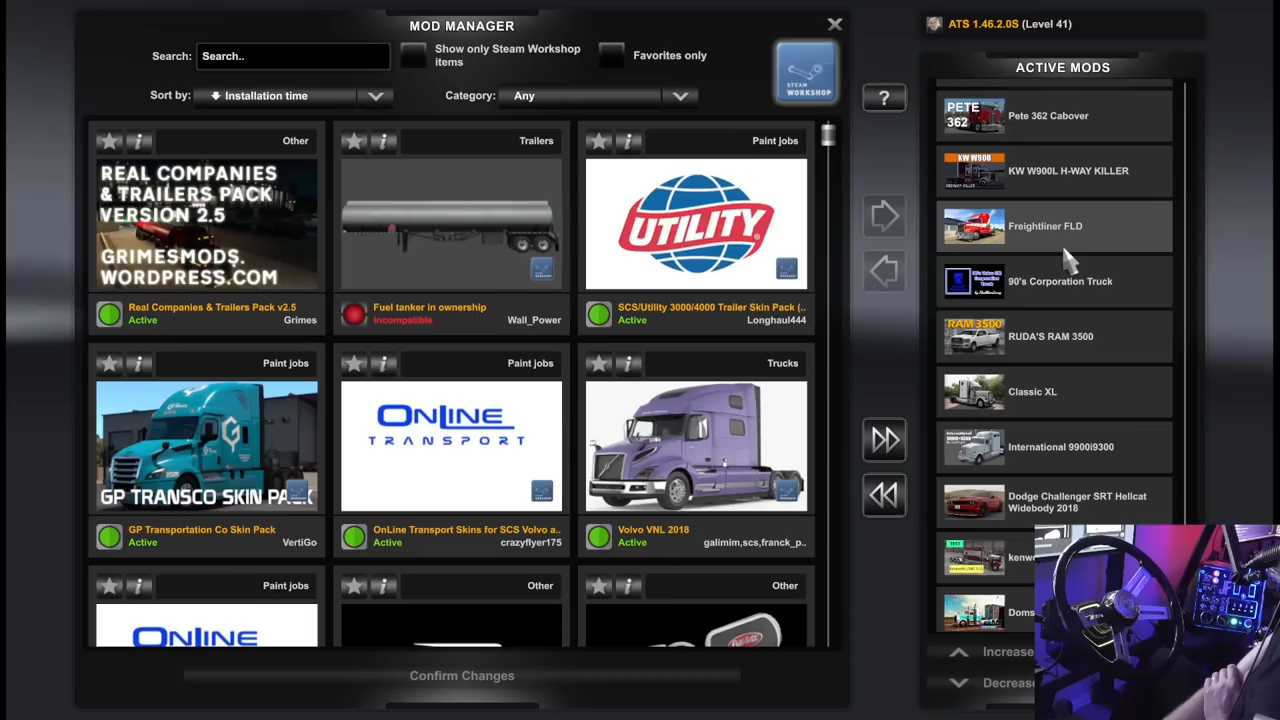 MOD MANAGER
Search:
Search..
Show only Steam Workshop
items
Favorites only
STEAM
WORKSHOP
Sort by:
Installation time
Category:
Any
Other
REAL COMPANIES
& TRAILERS PACK
VERSION 2.5
GRIMESMODS.
WORDPRESS.COM
Real Companies & Trailers Pack v2.5
Active
Grimes
Trailers
Fuel tanker in ownership
Incompatible
Wall_Power
Paint jobs
UTILITY
SCS/Utility 3000/4000 Trailer Skin Pack (..
Active
Longhaul444
Paint jobs
GP TRANSCO SKIN PACK
GP Transportation Co Skin Pack
Active
VertiGo
Paint jobs
ONLINE
TRANSPORT
OnLine Transport Skins for SCS Volvo a..
Active
crazyflyer175
Trucks
Volvo VNL 2018
Active
galimim,scs,franck_p..
Paint jobs
ONLINE
Other
Other
Confirm Changes
?
ATS 1.46.2.0S (Level 41)
ACTIVE MODS
PETE
362
Pete 362 Cabover
KW W900
KW W900L H-WAY KILLER
Freightliner FLD
90's Corporation Truck
RAM 3500
RUDA'S RAM 3500
Classic XL
International 9900i9300
Dodge Challenger SRT Hellcat
Widebody 2018
kenwo
Doms
Increase
Decrease